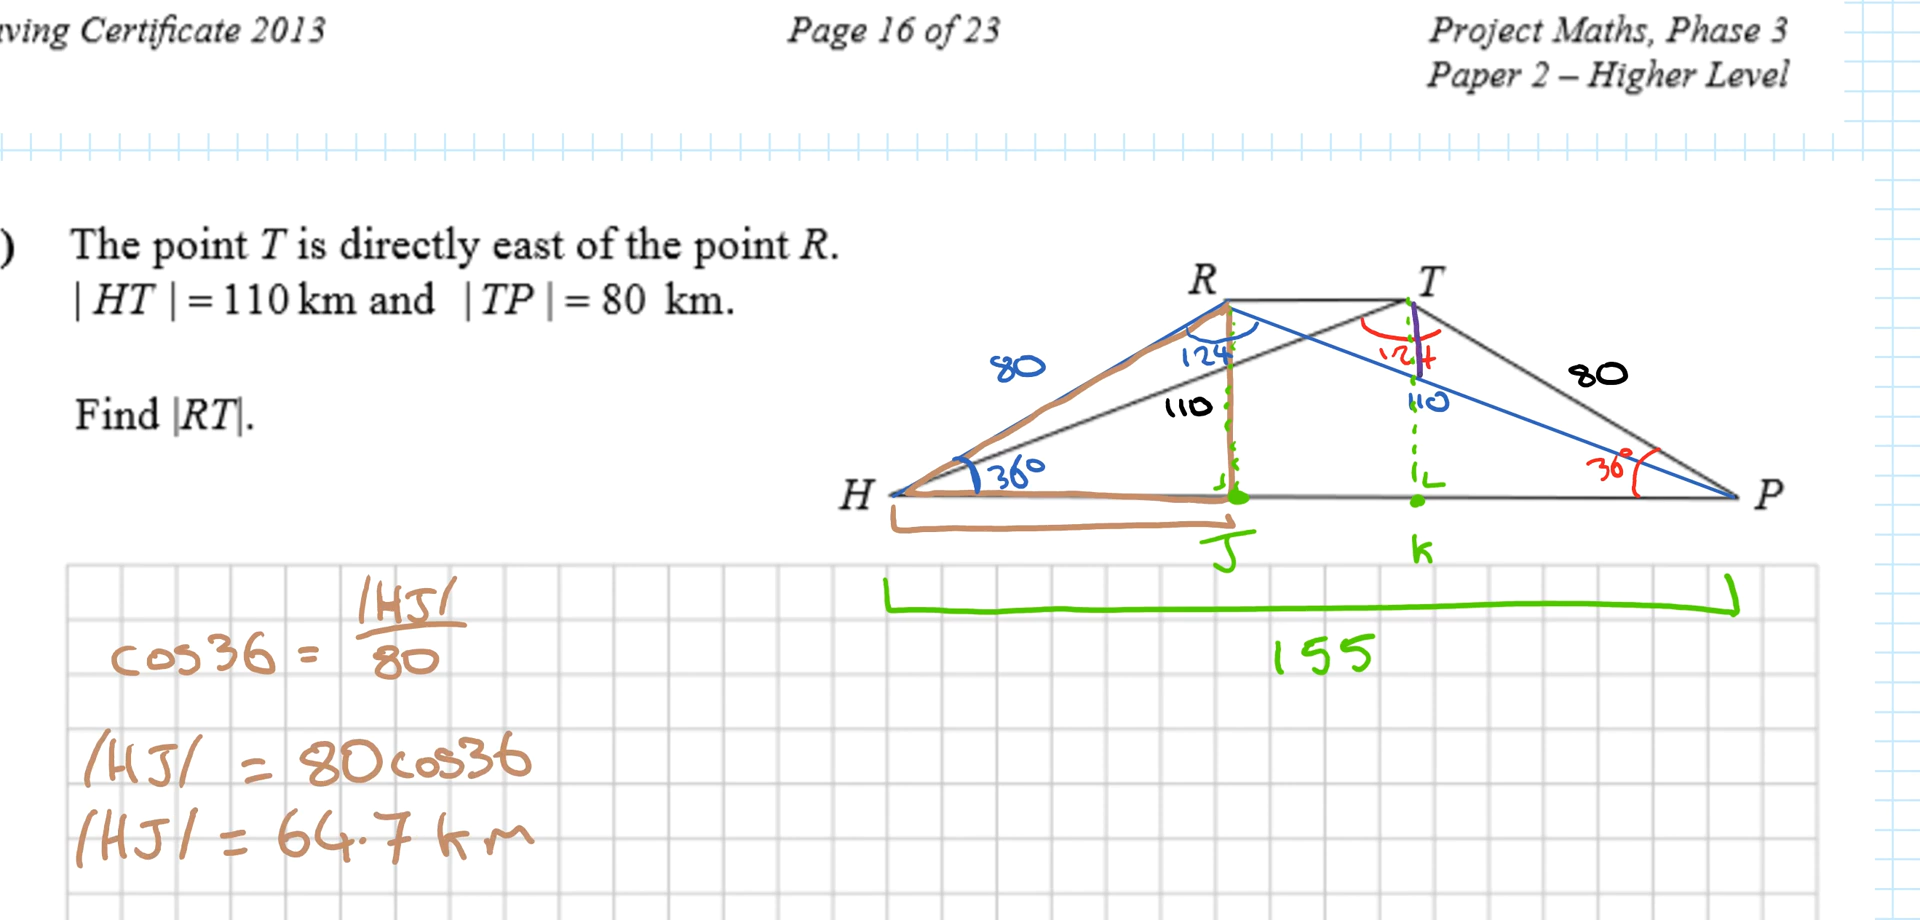 ving Certificate 2013
Page 16 of 23
Project Maths, Phase 3
Paper 2 – Higher Level
) The point T is directly east of the point R.
| HT | = 110 km and | TP | = 80 km.
Find |RT|.
R T
80
124
124
80
110
110
36°
36°
H
L
P
J
K
155
cos36 = |HJ| / 80
|HJ| = 80cos36
|HJ| = 64.7 km